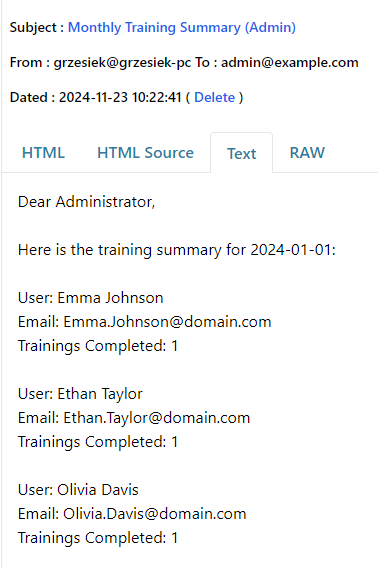 Subject : Monthly Training Summary (Admin)
From : grzesiek@grzesiek-pc To : admin@example.com
Dated : 2024-11-23 10:22:41 ( Delete )
HTML HTML Source Text RAW
Dear Administrator,
Here is the training summary for 2024-01-01:
User: Emma Johnson
Email: Emma.Johnson@domain.com
Trainings Completed: 1
User: Ethan Taylor
Email: Ethan.Taylor@domain.com
Trainings Completed: 1
User: Olivia Davis
Email: Olivia.Davis@domain.com
Trainings Completed: 1